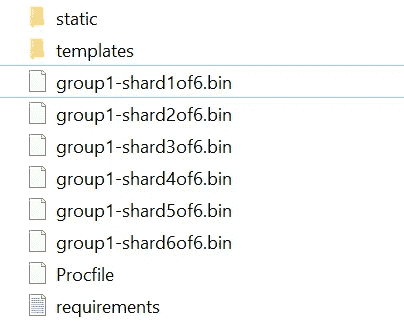 static
templates
group1-shard1of6.bin
group1-shard2of6.bin
group1-shard3of6.bin
group1-shard4of6.bin
group1-shard5of6.bin
group1-shard6of6.bin
Procfile
requirements